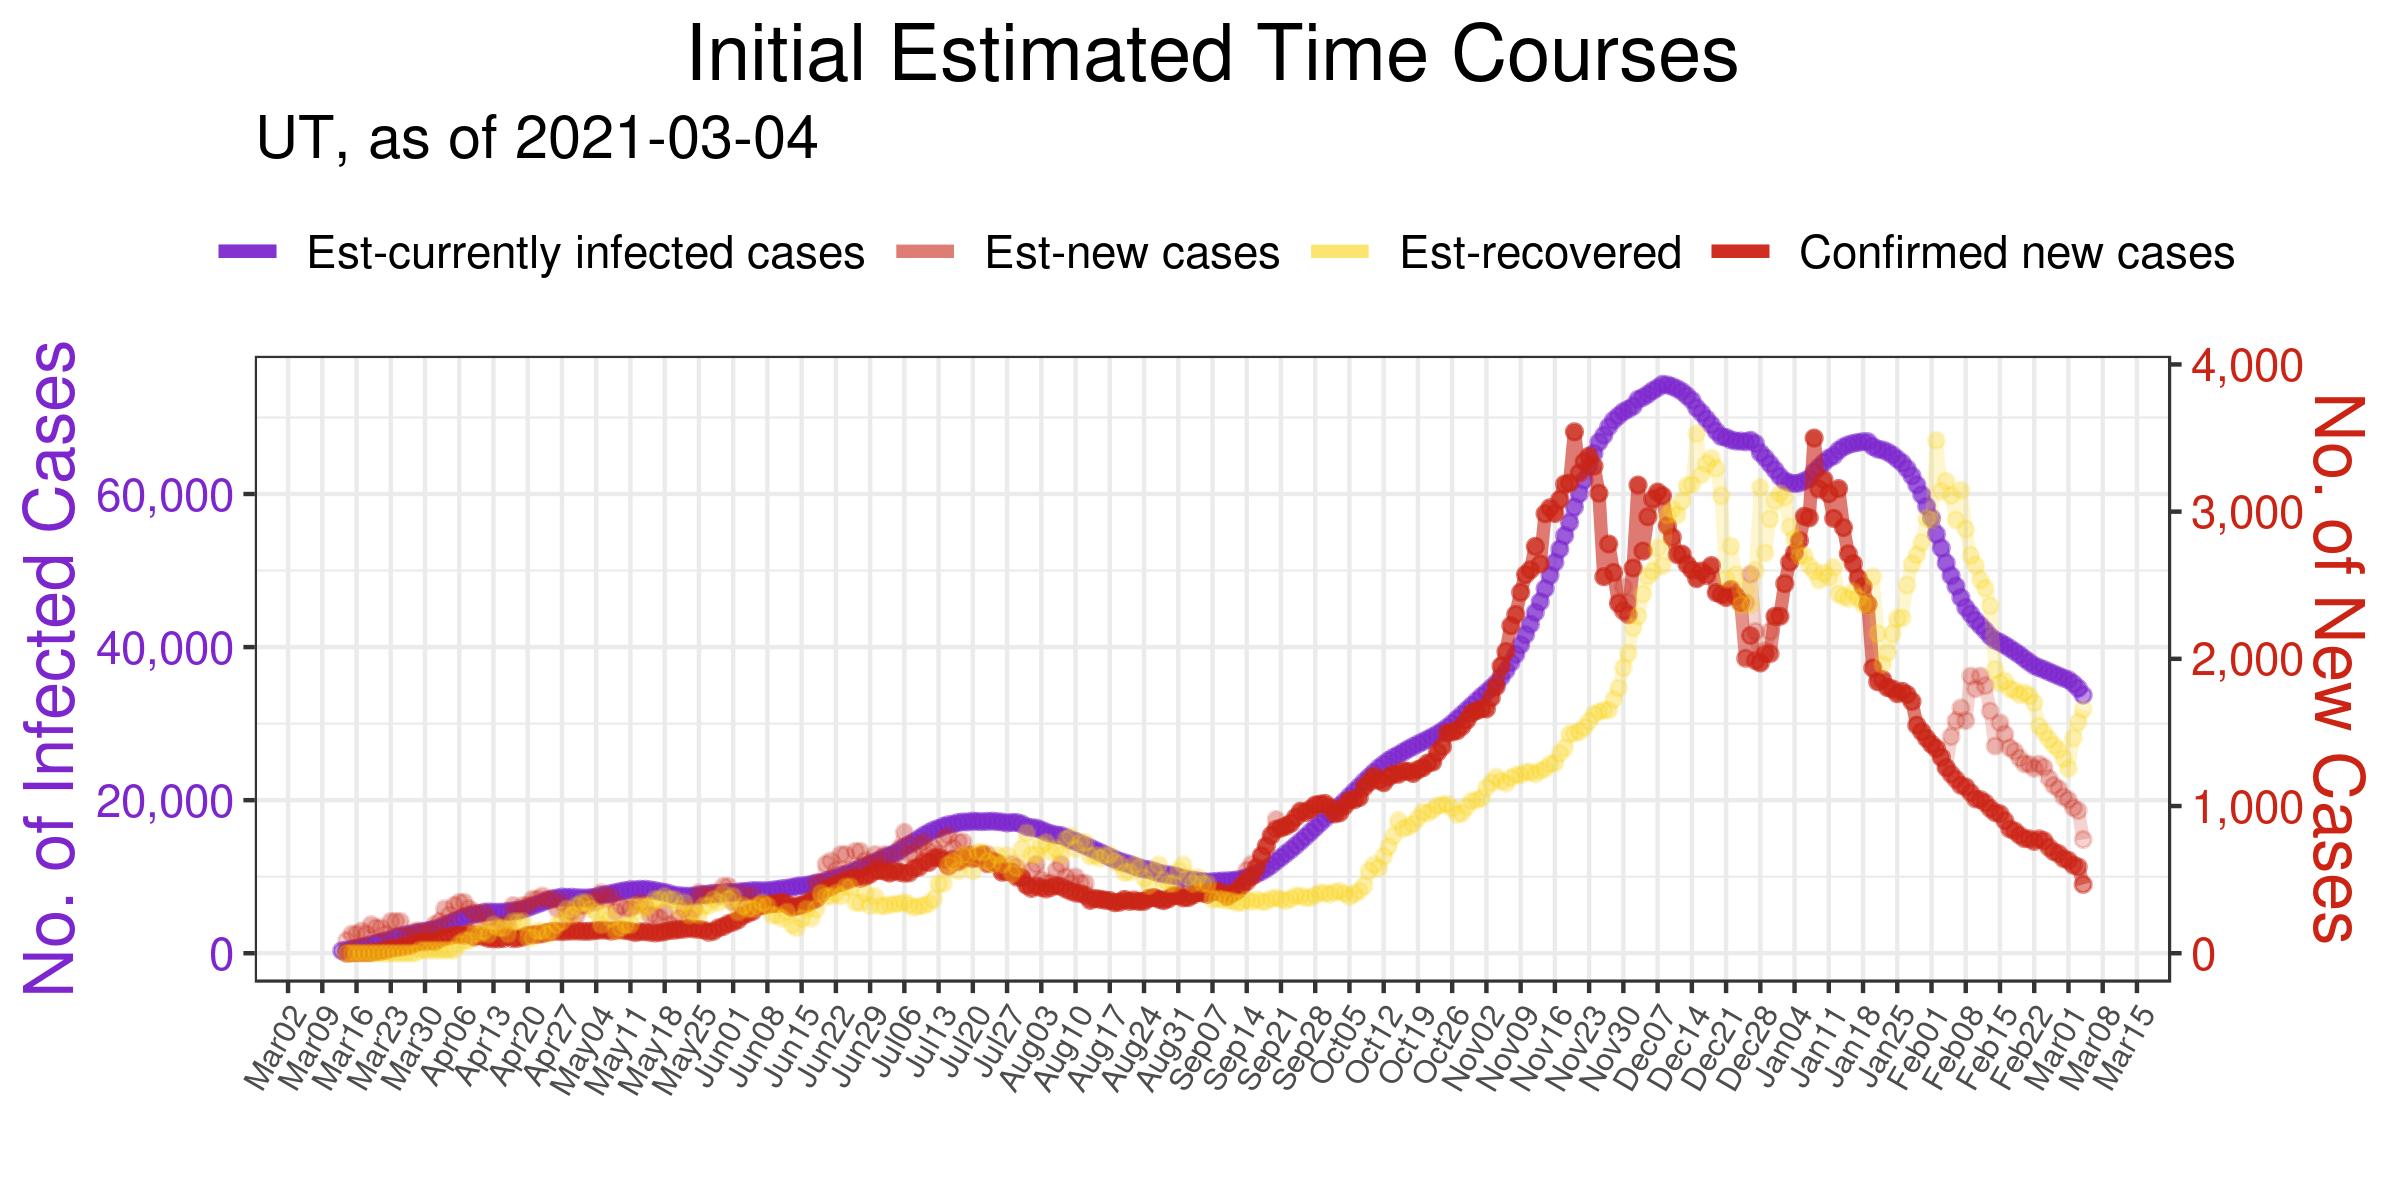 Initial Estimated Time Courses
UT, as of 2021-03-04
Est-currently infected cases Est-new cases Est-recovered Confirmed new cases
No. of Infected Cases
60,000
40,000
20,000
0
4,000
3,000
2,000
1,000
0
No. of New Cases
Mar02 Mar09 Mar16 Mar23 Mar30 Apr06 Apr13 Apr20 Apr27 May04 May11 May18 May25 Jun01 Jun08 Jun15 Jun22 Jun29 Jul06 Jul13 Jul20 Jul27 Aug03 Aug10 Aug17 Aug24 Aug31 Sep07 Sep14 Sep21 Sep28 Oct05 Oct12 Oct19 Oct26 Nov02 Nov09 Nov16 Nov23 Nov30 Dec07 Dec14 Dec21 Dec28 Jan04 Jan11 Jan18 Jan25 Feb01 Feb08 Feb15 Feb22 Mar01 Mar08 Mar15